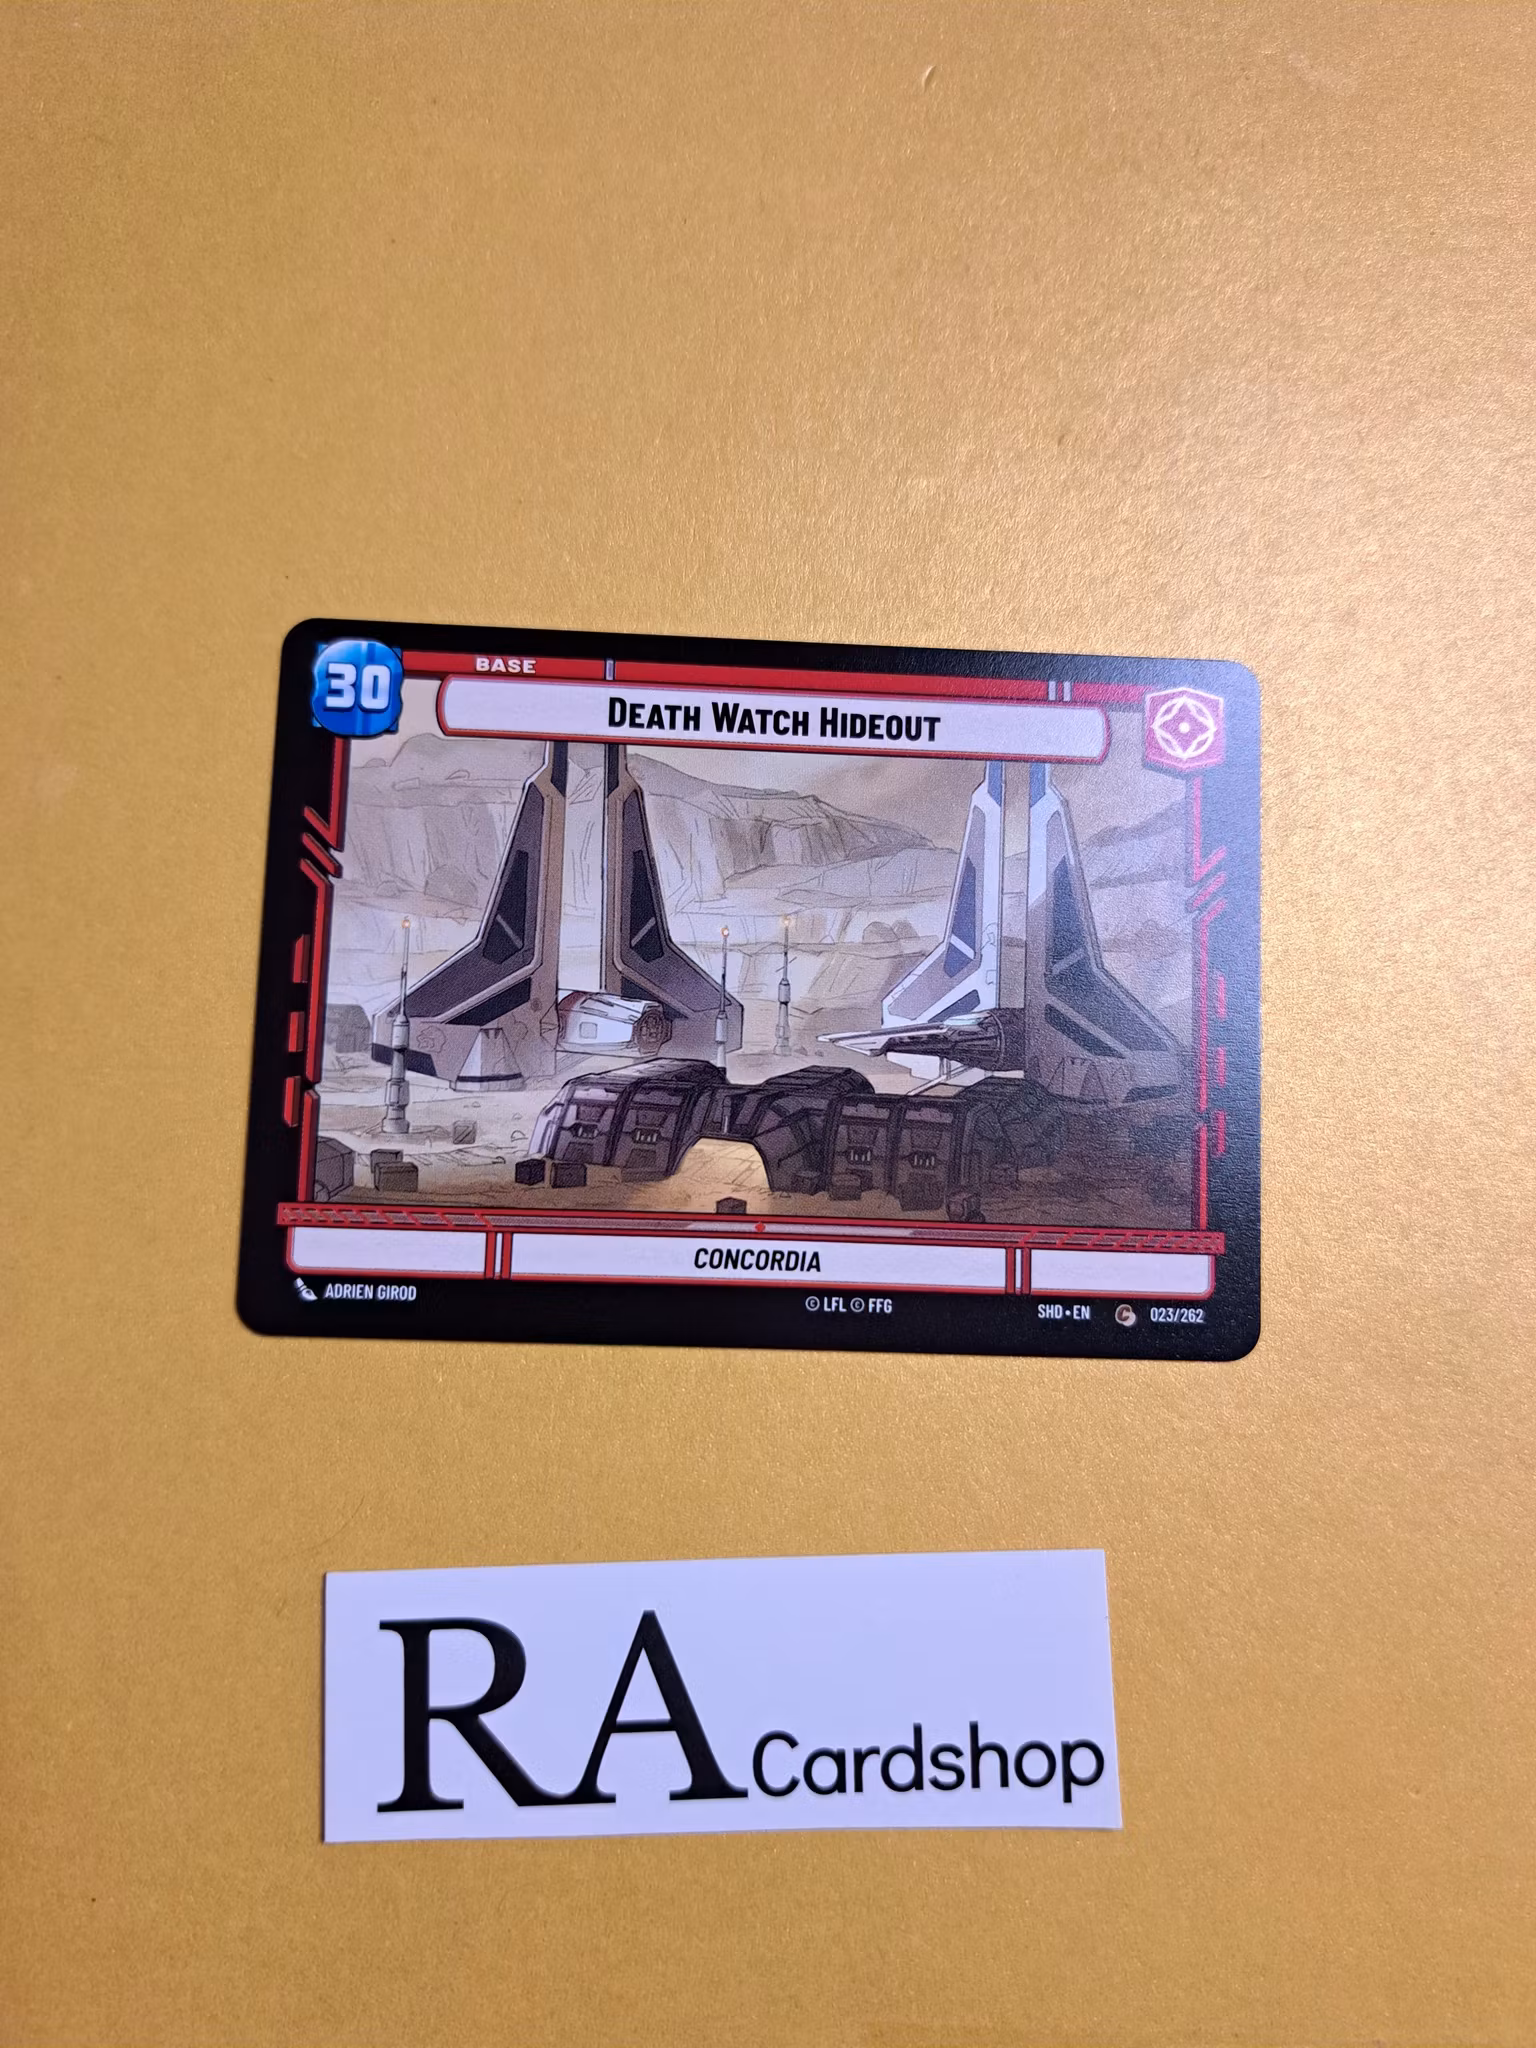 30
BASE
DEATH WATCH HIDEOUT
CONCORDIA
ADRIEN GIROD
© LFL © FFG
SHD • EN C 023/262
RA Cardshop